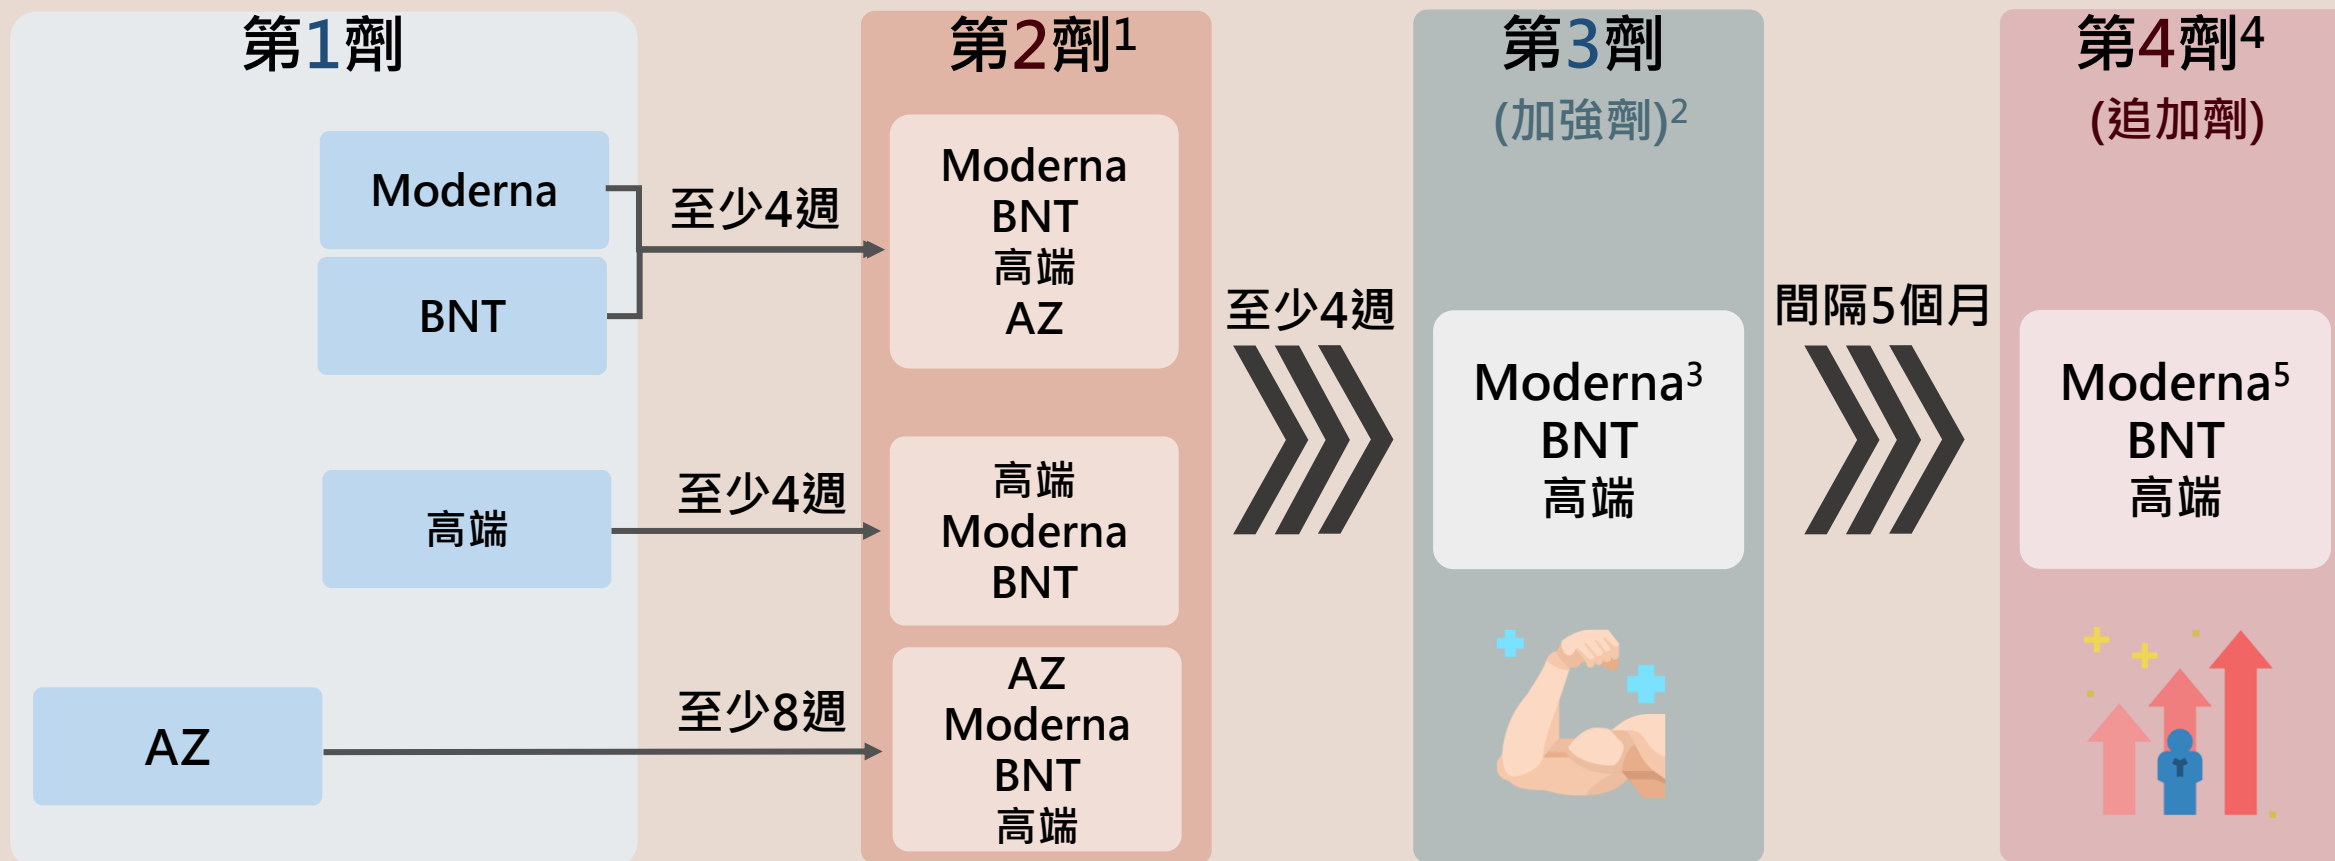 第1劑
Moderna
BNT
高端
AZ
至少4週
至少4週
至少8週
第2劑1
Moderna
BNT
高端
AZ
高端
Moderna
BNT
AZ
Moderna
BNT
高端
至少4週
第3劑
(加強劑)2
Moderna3
BNT
高端
間隔5個月
第4劑4
(追加劑)
Moderna5
BNT
高端